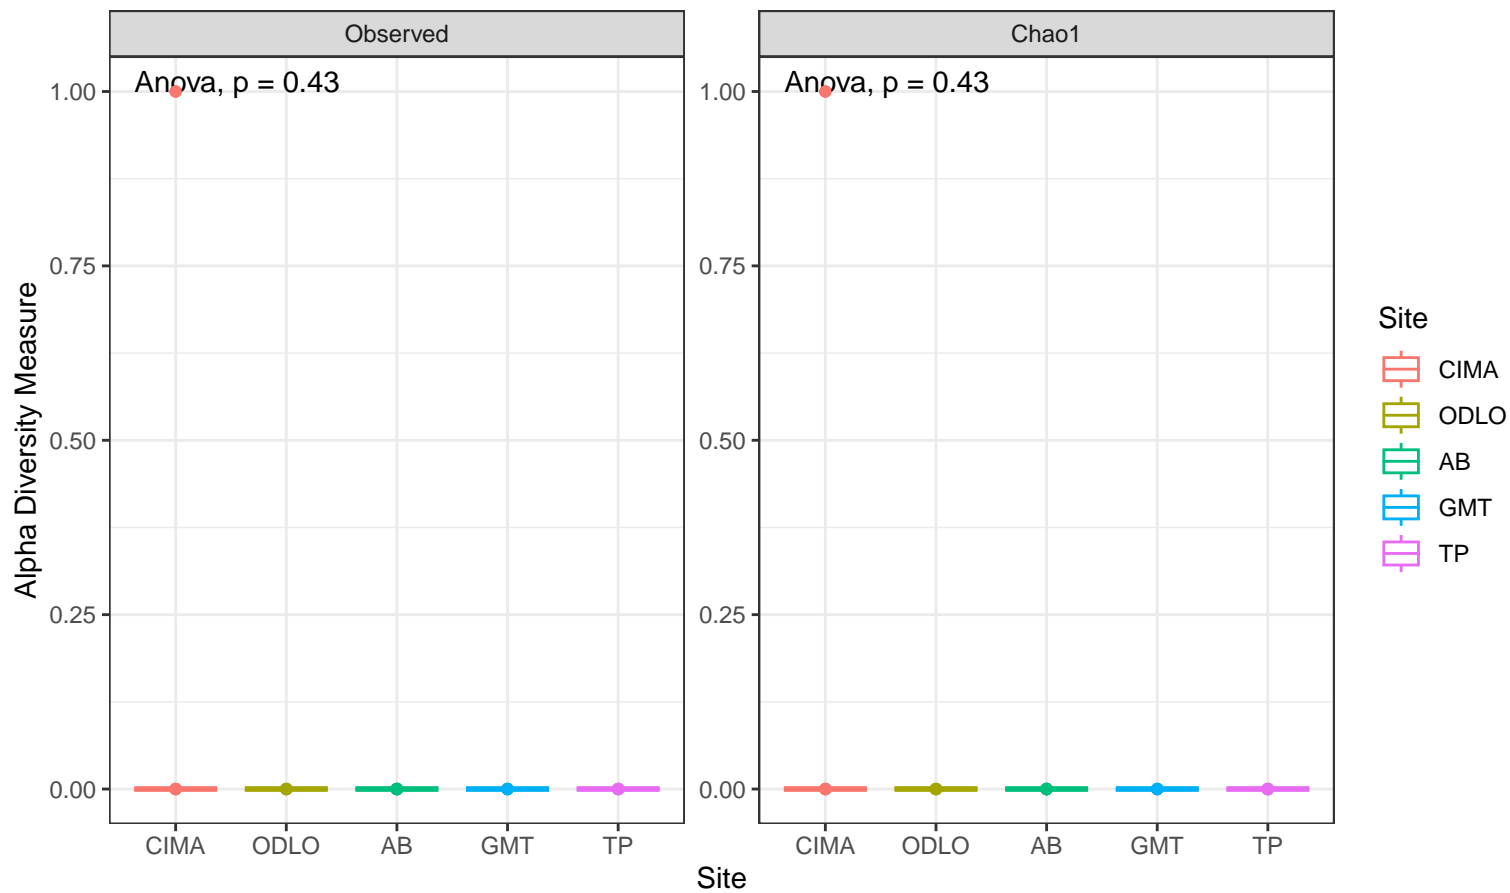 Observed
Chao1
Anova, p = 0.43
Anova, p = 0.43
1.00
0.75
0.50
0.25
0.00
1.00
0.75
0.50
0.25
0.00
Alpha Diversity Measure
CIMA ODLO AB GMT TP
CIMA ODLO AB GMT TP
Site
Site
CIMA
ODLO
AB
GMT
TP